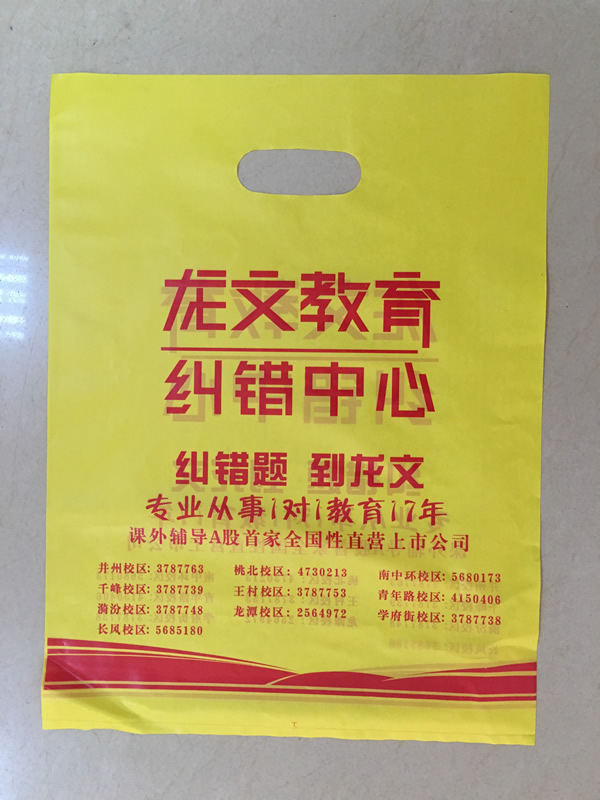 龙文教育
纠错中心
纠错题 到龙文
专业从事1对1教育17年
课外辅导A股首家全国性直营上市公司
并州校区: 3787763 桃北校区: 4730213 南中环校区: 5680173
千峰校区: 3787739 王村校区: 3787753 青年路校区: 4150406
漪汾校区: 3787748 龙潭校区: 2564972 学府街校区: 3787738
长风校区: 5685180